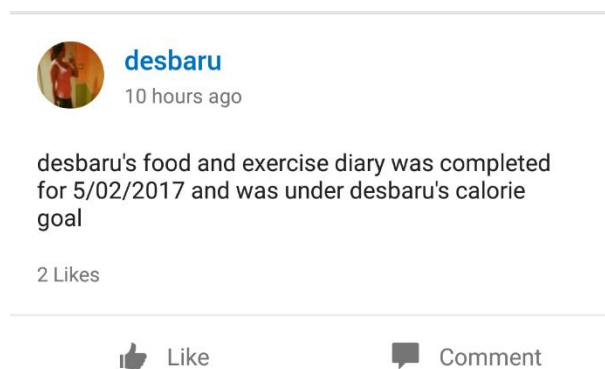 desbaru
10 hours ago
desbaru's food and exercise diary was completed
for 5/02/2017 and was under desbaru's calorie
goal
2 Likes
Like
Comment